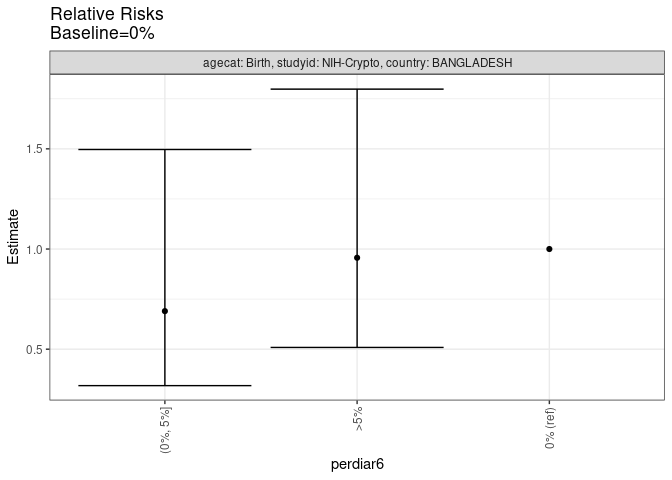 Relative Risks
Baseline=0%
agecat: Birth, studyid: NIH-Crypto, country: BANGLADESH
Estimate
1.5
1.0
0.5
(0%, 5%]
>5%
0% (ref)
perdiar6